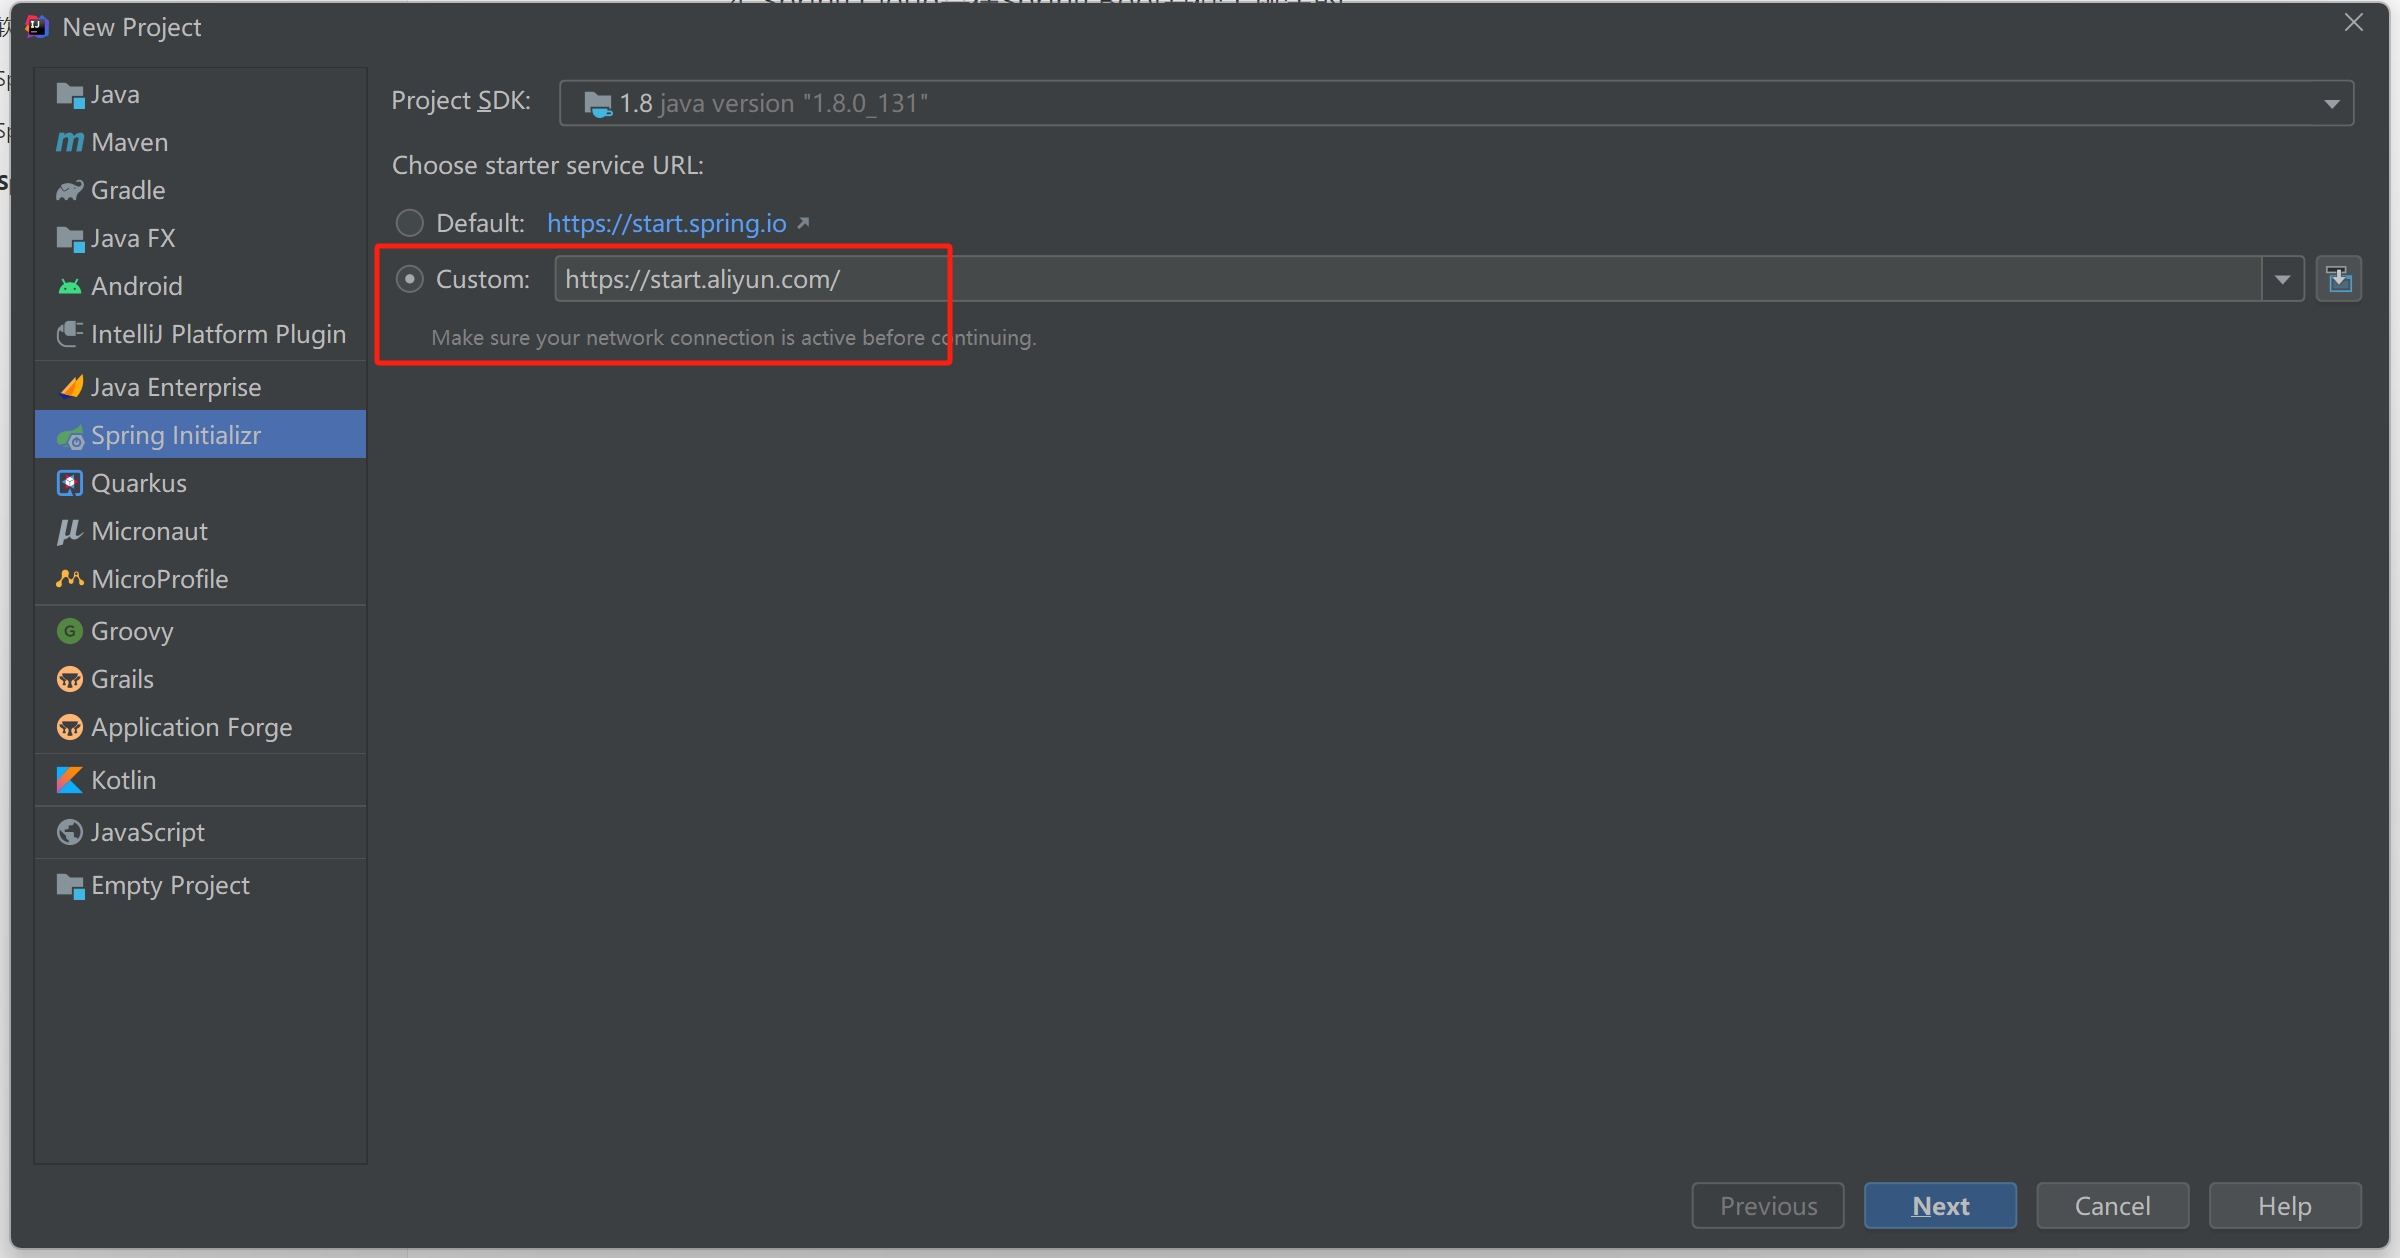 New Project
Java
Maven
Gradle
Java FX
Android
IntelliJ Platform Plugin
Java Enterprise
Spring Initializr
Quarkus
Micronaut
MicroProfile
Groovy
Grails
Application Forge
Kotlin
JavaScript
Empty Project
Project SDK: 1.8 java version "1.8.0_131"
Choose starter service URL:
Default: https://start.spring.io
Custom: https://start.aliyun.com/
Make sure your network connection is active before continuing.
Previous Next Cancel Help